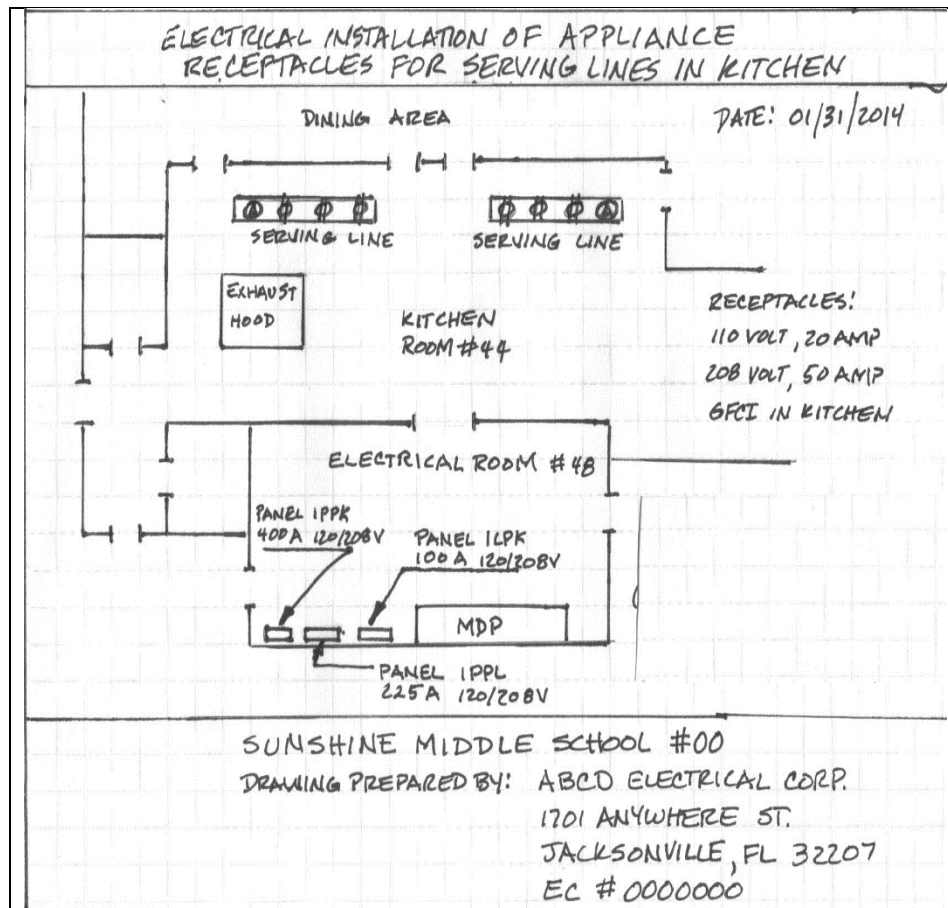 ELECTRICAL INSTALLATION OF APPLIANCE
RECEPTACLES FOR SERVING LINES IN KITCHEN
DINING AREA
DATE: 01/31/2014
SERVING LINE
SERVING LINE
EXHAUST
HOOD
KITCHEN
ROOM #44
RECEPTACLES:
110 VOLT, 20 AMP
208 VOLT, 50 AMP
GFCI IN KITCHEN
ELECTRICAL ROOM #48
PANEL 1PPK
400A 120/208V
PANEL 1LPK
100A 120/208V
MDP
PANEL 1PPL
225A 120/208V
SUNSHINE MIDDLE SCHOOL #00
DRAWING PREPARED BY: ABCD ELECTRICAL CORP.
1701 ANYWHERE ST.
JACKSONVILLE, FL 32207
EC #0000000